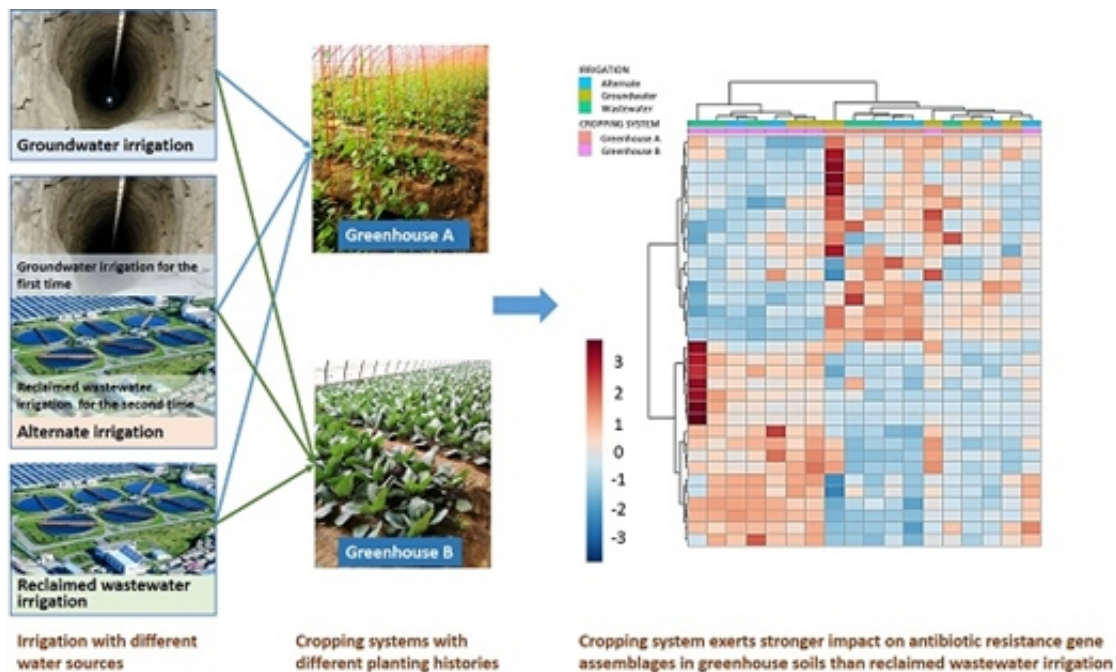 Groundwater irrigation
Groundwater irrigation for the
first time
Reclaimed wastewater
irrigation for the second time
Alternate irrigation
Reclaimed wastewater
irrigation
Irrigation with different
water sources
Greenhouse A
Greenhouse B
Cropping systems with
different planting histories
IRRIGATION
Alternate
Groundwater
Wastewater
CROPPING SYSTEM
Greenhouse A
Greenhouse B
3
2
1
0
-1
-2
-3
Cropping system exerts stronger impact on antibiotic resistance gene
assemblages in greenhouse soils than reclaimed wastewater irrigation